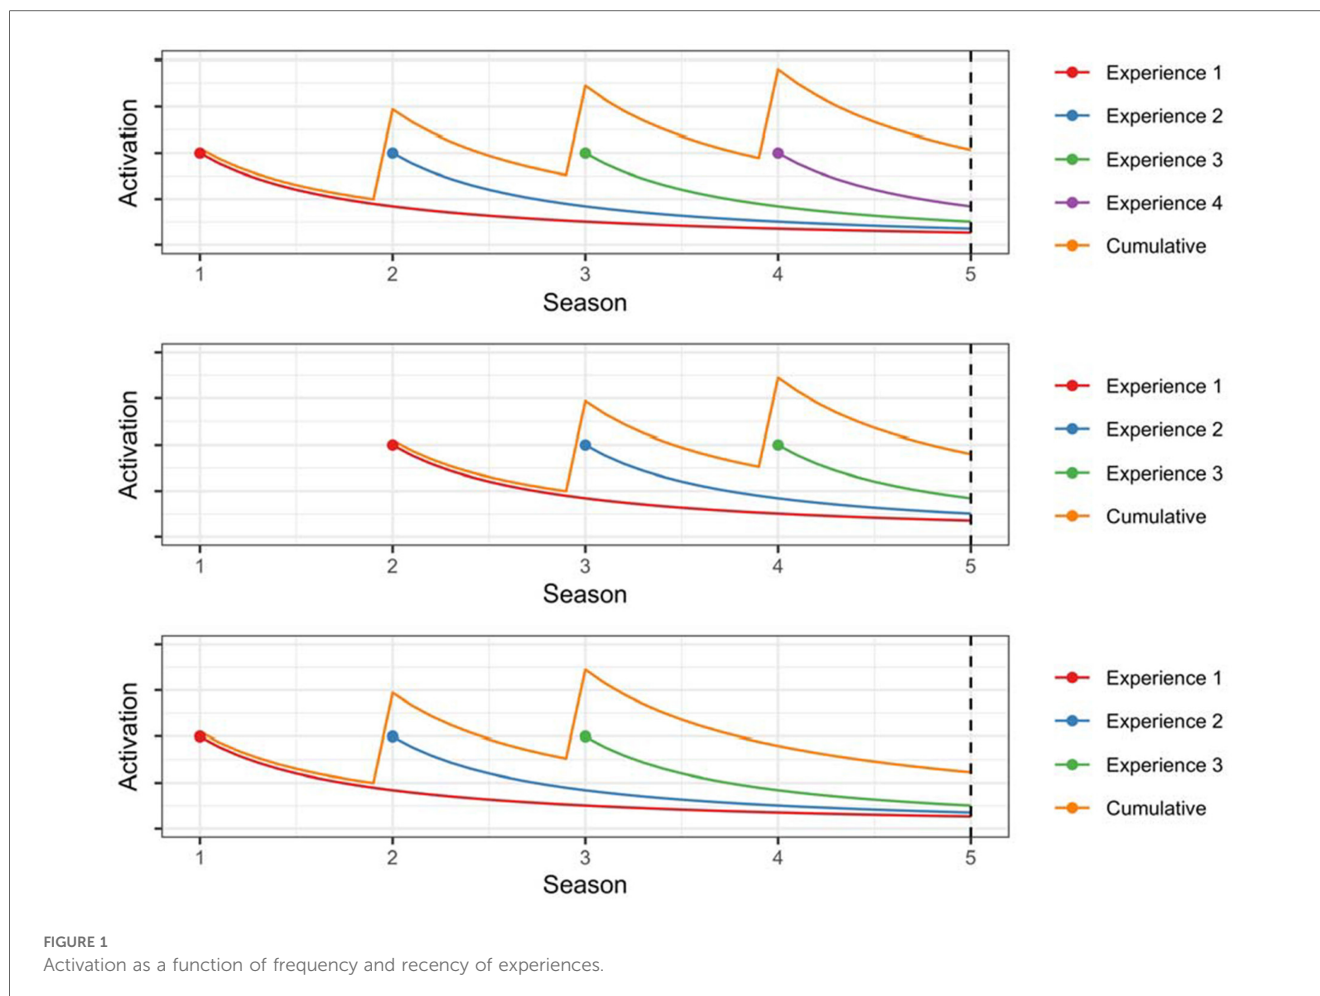 Activation
1 2 3 4 5
Season
Experience 1
Experience 2
Experience 3
Experience 4
Cumulative
Activation
1 2 3 4 5
Season
Experience 1
Experience 2
Experience 3
Cumulative
Activation
1 2 3 4 5
Season
Experience 1
Experience 2
Experience 3
Cumulative
FIGURE 1
Activation as a function of frequency and recency of experiences.